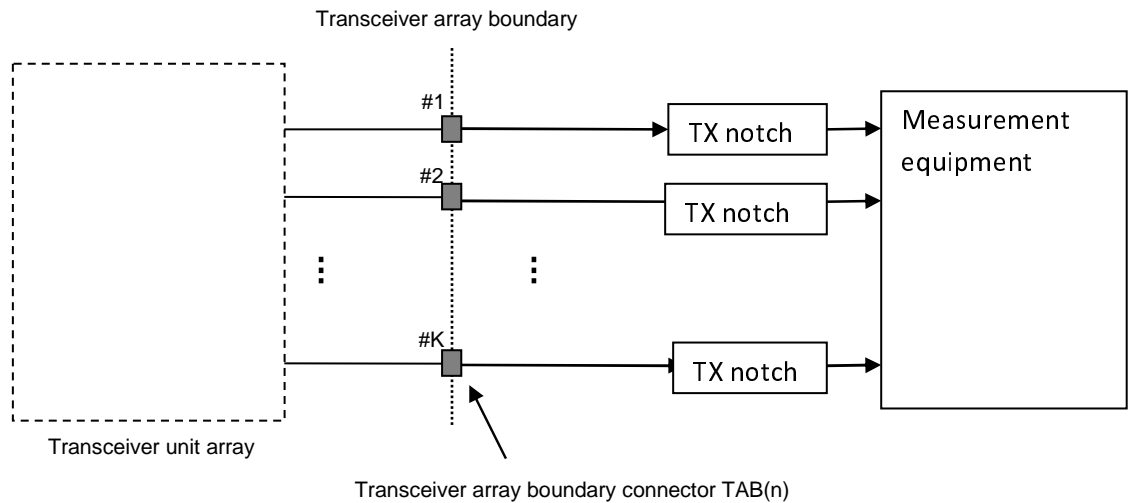 Transceiver array boundary
#1
TX notch
Measurement
equipment
#2
TX notch
#K
TX notch
Transceiver unit array
Transceiver array boundary connector TAB(n)